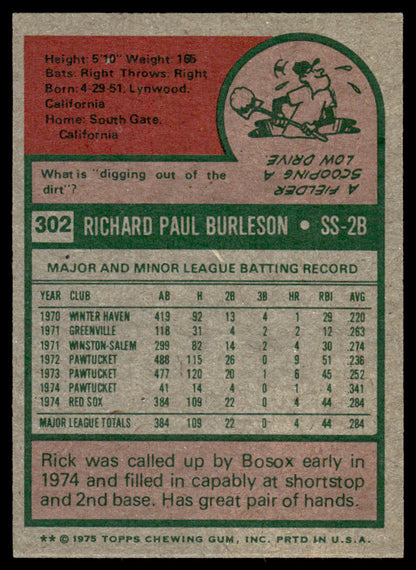 Height: 5'10" Weight: 165
Bats: Right Throws: Right
Born: 4-29-51, Lynwood,
California
Home: South Gate,
California
What is "digging out of the
dirt"?
A FIELDER
SCOOPING A
LOW DRIVE
302 RICHARD PAUL BURLESON • SS-2B
MAJOR AND MINOR LEAGUE BATTING RECORD
YEAR CLUB AB H 2B 3B HR RBI AVG
1970 WINTER HAVEN 419 92 13 4 1 29 .220
1971 GREENVILLE 118 31 4 2 2 12 .263
1971 WINSTON-SALEM 299 82 14 2 4 30 .274
1972 PAWTUCKET 488 115 26 0 9 51 .236
1973 PAWTUCKET 477 120 20 1 6 45 .252
1974 PAWTUCKET 41 14 4 0 1 4 .341
1974 RED SOX 384 109 22 0 4 44 .284
MAJOR LEAGUE TOTALS 384 109 22 0 4 44 .284
Rick was called up by Bosox early in
1974 and filled in capably at shortstop
and 2nd base. Has great pair of hands.
** © 1975 TOPPS CHEWING GUM, INC. PRTD IN U.S.A.